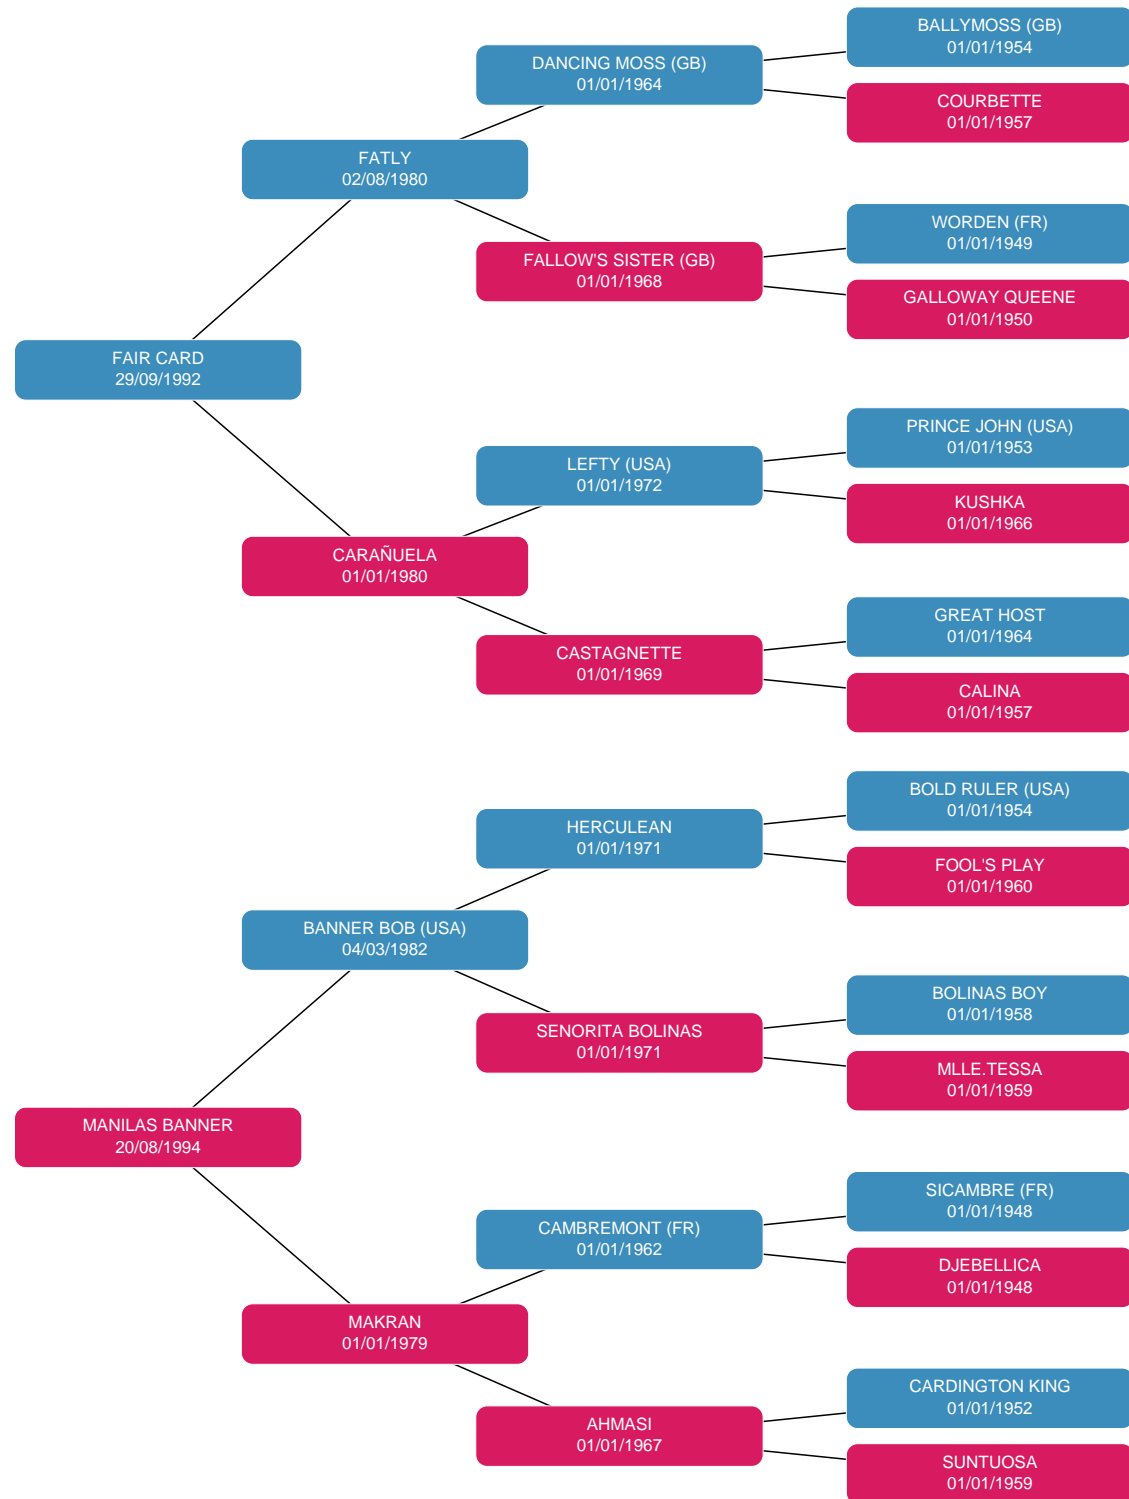 BALLYMOSS (GB)
01/01/1954
DANCING MOSS (GB)
01/01/1964
COURBETTE
01/01/1957
FATLY
02/08/1980
WORDEN (FR)
01/01/1949
FALLOW'S SISTER (GB)
01/01/1968
GALLOWAY QUEENE
01/01/1950
FAIR CARD
29/09/1992
PRINCE JOHN (USA)
01/01/1953
LEFTY (USA)
01/01/1972
KUSHKA
01/01/1966
CARAÑUELA
01/01/1980
GREAT HOST
01/01/1964
CASTAGNETTE
01/01/1969
CALINA
01/01/1957
BOLD RULER (USA)
01/01/1954
HERCULEAN
01/01/1971
FOOL'S PLAY
01/01/1960
BANNER BOB (USA)
04/03/1982
BOLINAS BOY
01/01/1958
SENORITA BOLINAS
01/01/1971
MLLE.TESSA
01/01/1959
MANILAS BANNER
20/08/1994
SICAMBRE (FR)
01/01/1948
CAMBREMONT (FR)
01/01/1962
DJEBELLICA
01/01/1948
MAKRAN
01/01/1979
CARDINGTON KING
01/01/1952
AHMASI
01/01/1967
SUNTUOSA
01/01/1959